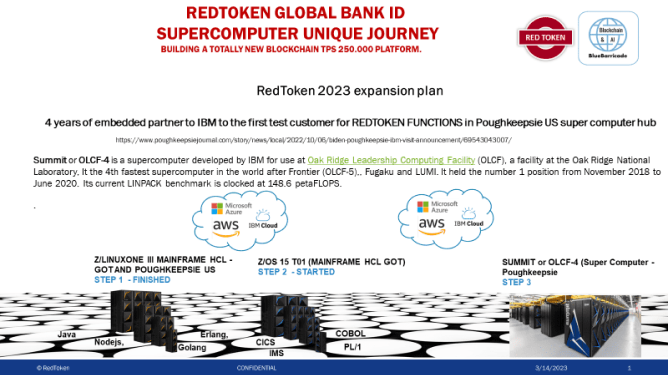 REDTOKEN GLOBAL BANK ID
SUPERCOMPUTER UNIQUE JOURNEY
BUILDING A TOTALLY NEW BLOCKCHAIN TPS 250.000 PLATFORM.
RED TOKEN
Blockchain
& AI
BlueBarricade
RedToken 2023 expansion plan
4 years of embedded partner to IBM to the first test customer for REDTOKEN FUNCTIONS in Poughkeepsie US super computer hub
https://www.poughkeepsiejournal.com/story/news/local/2022/10/06/biden-poughkeepsie-ibm-visit-announcement/69543043007/
Summit or OLCF-4 is a supercomputer developed by IBM for use at Oak Ridge Leadership Computing Facility (OLCF), a facility at the Oak Ridge National
Laboratory, It the 4th fastest supercomputer in the world after Frontier (OLCF-5),, Fugaku and LUMI. It held the number 1 position from November 2018 to
June 2020. Its current LINPACK benchmark is clocked at 148.6 petaFLOPS.
.
Microsoft
Azure
aws
IBM Cloud
Microsoft
Azure
aws
IBM Cloud
Z/LINUXONE III MAINFRAME HCL -
GOT AND POUGHKEEPSIE US
STEP 1 - FINISHED
Z/OS 15 T01 (MAINFRAME HCL GOT)
STEP 2 - STARTED
SUMMIT or OLCF-4 (Super Computer -
Poughkeepsie
STEP 3
Java
Nodejs,
Erlang,
Golang
CICS
IMS
COBOL
PL/1
© RedToken
CONFIDENTIAL
3/14/2023
1